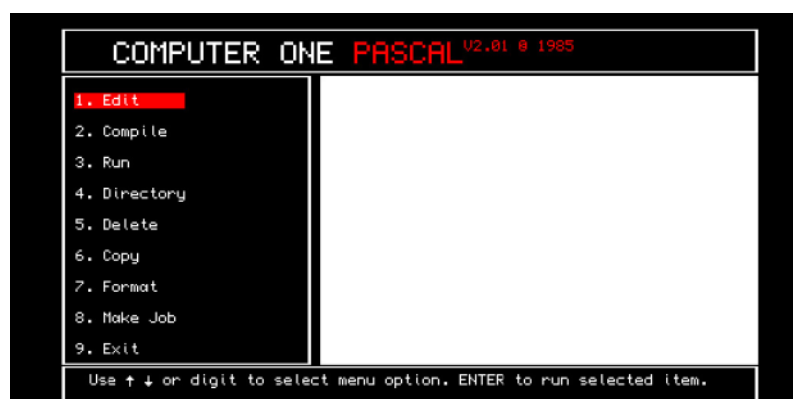 COMPUTER ONE PASCAL V2.01 @ 1985
1. Edit
2. Compile
3. Run
4. Directory
5. Delete
6. Copy
7. Format
8. Make Job
9. Exit
Use ↑ ↓ or digit to select menu option. ENTER to run selected item.